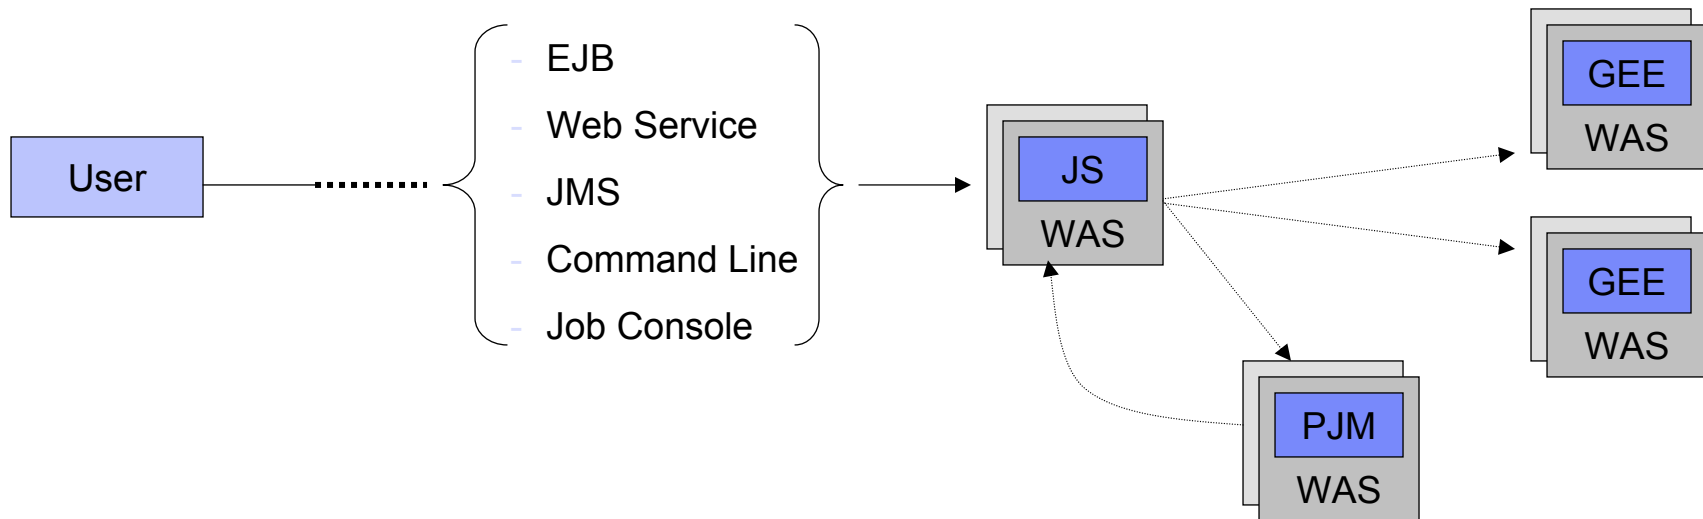 User
- EJB
- Web Service
- JMS
- Command Line
- Job Console
JS
WAS
GEE
WAS
GEE
WAS
PJM
WAS